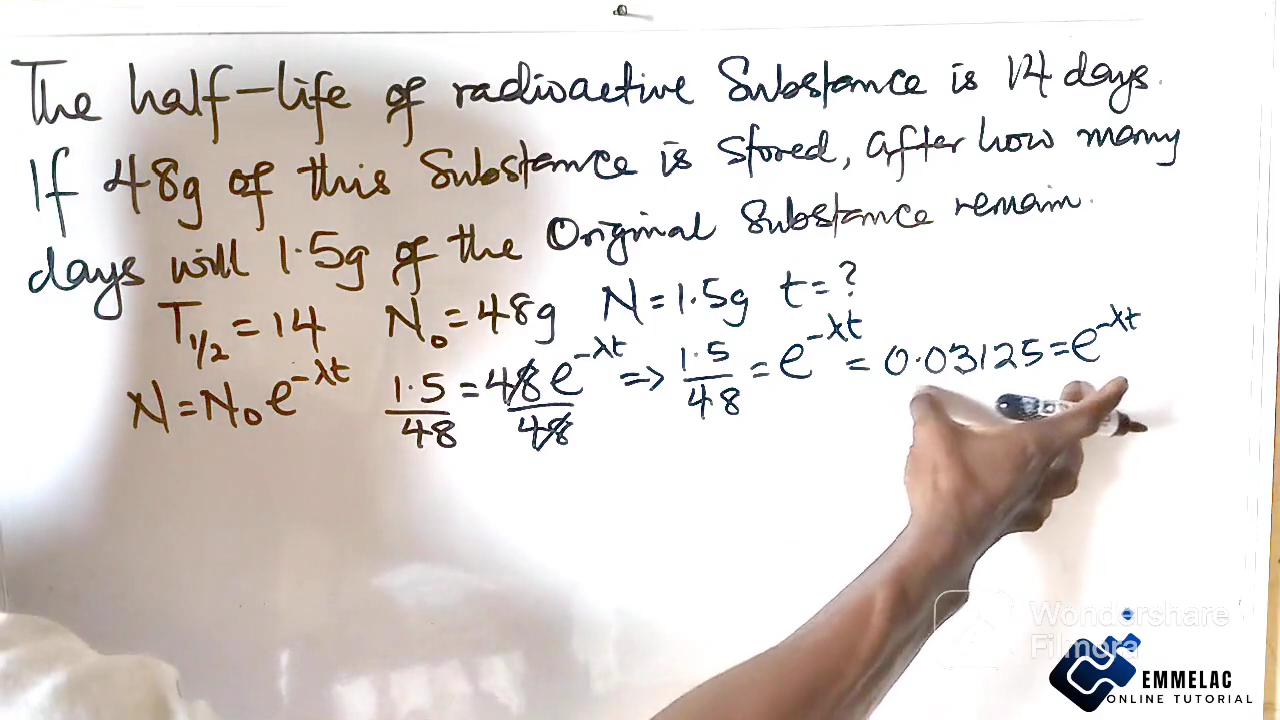 The half-life of radioactive Substance is 14 days.
If 48g of this Substance is stored, after how many
days will 1.5g of the Original Substance remain.
T1/2 = 14 N₀ = 48g N = 1.5g t = ?
N = N₀e^-λt 1.5/48 = 48e^-λt/48 => 1.5/48 = e^-λt = 0.03125 = e^-λt
Wondershare
Filmora
EMMELAC
ONLINE TUTORIAL